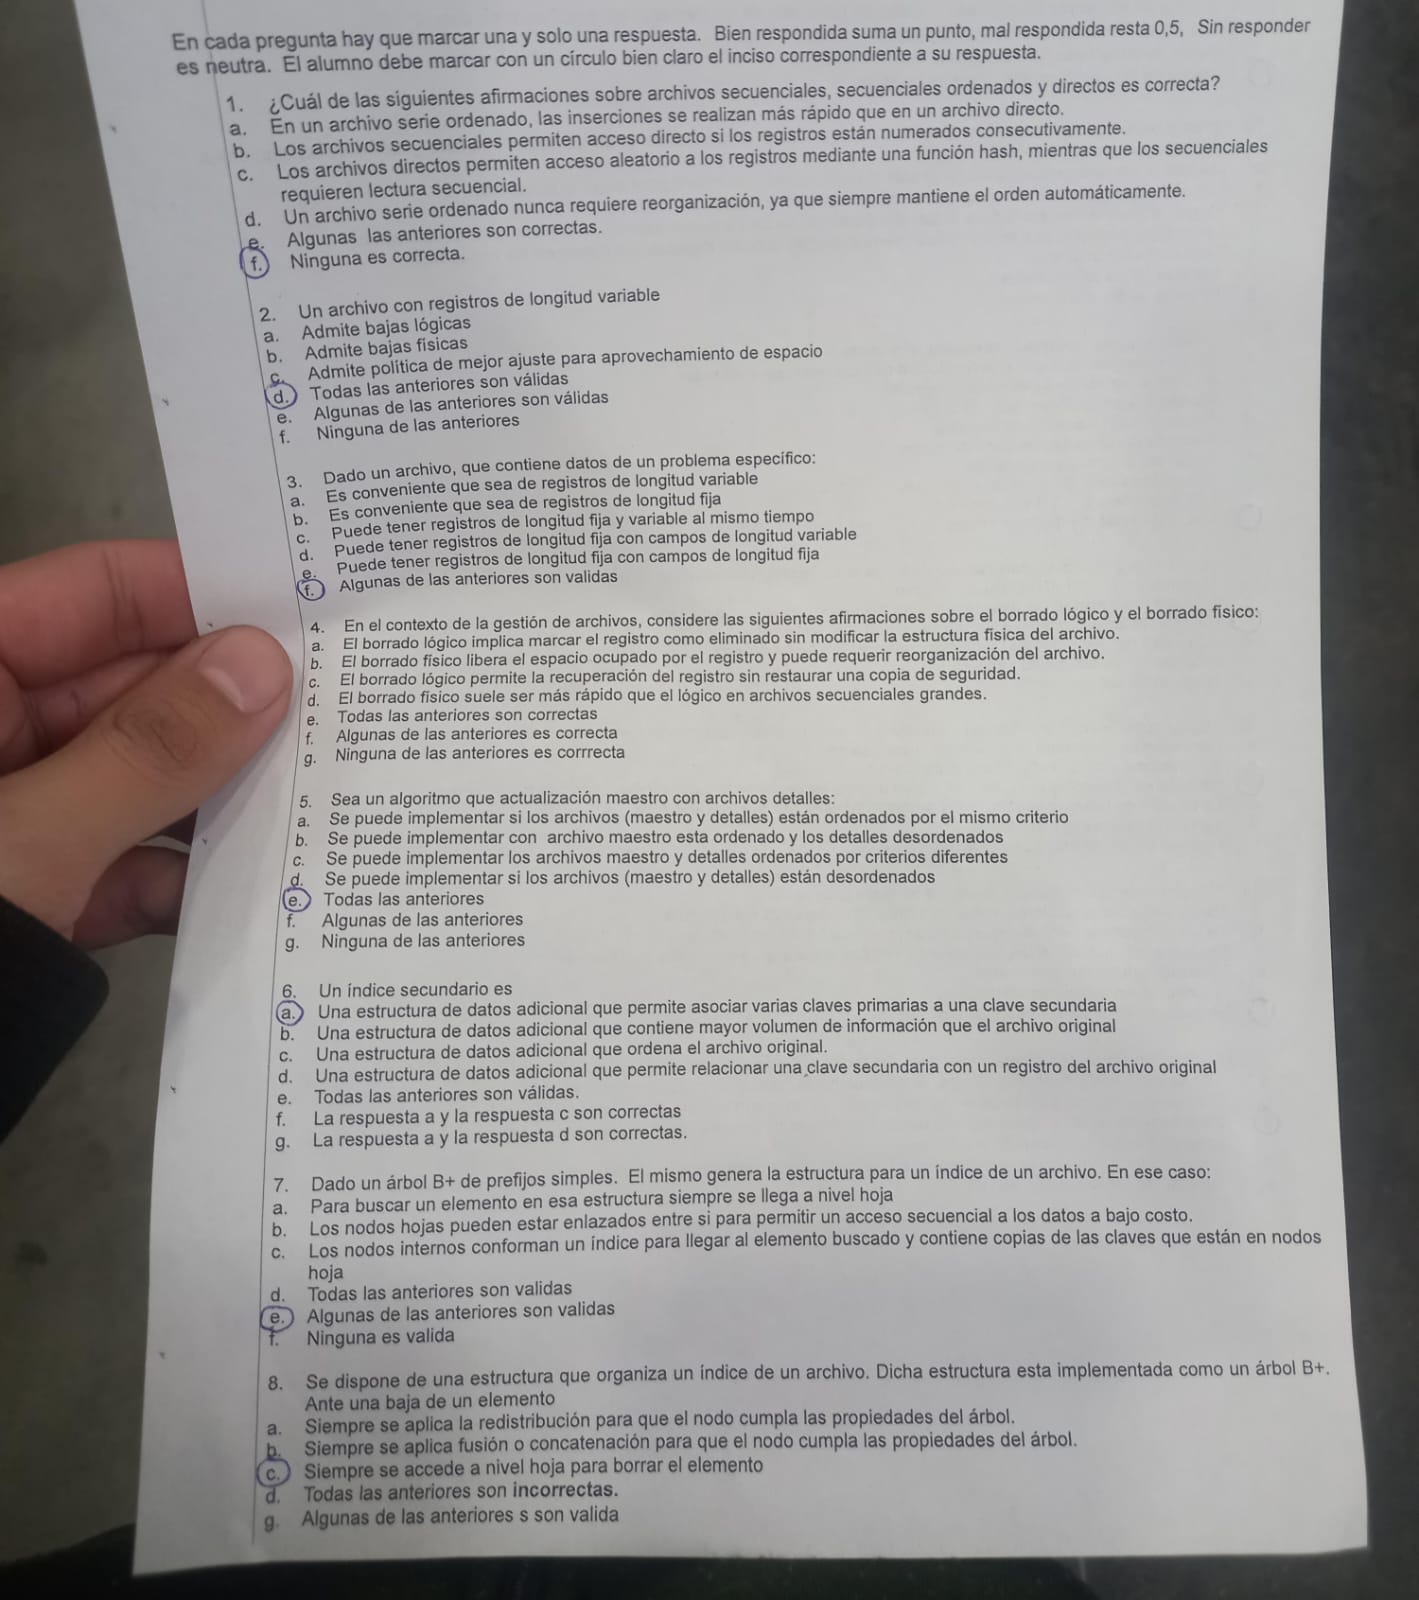 En cada pregunta hay que marcar una y solo una respuesta. Bien respondida suma un punto, mal respondida resta 0,5, Sin responder
es neutra. El alumno debe marcar con un círculo bien claro el inciso correspondiente a su respuesta.
1. ¿Cuál de las siguientes afirmaciones sobre archivos secuenciales, secuenciales ordenados y directos es correcta?
a. En un archivo serie ordenado, las inserciones se realizan más rápido que en un archivo directo.
b. Los archivos secuenciales permiten acceso directo si los registros están numerados consecutivamente.
c. Los archivos directos permiten acceso aleatorio a los registros mediante una función hash, mientras que los secuenciales
requieren lectura secuencial.
d. Un archivo serie ordenado nunca requiere reorganización, ya que siempre mantiene el orden automáticamente.
e. Algunas las anteriores son correctas.
f. Ninguna es correcta.
2. Un archivo con registros de longitud variable
a. Admite bajas lógicas
b. Admite bajas físicas
c. Admite política de mejor ajuste para aprovechamiento de espacio
d. Todas las anteriores son válidas
e. Algunas de las anteriores son válidas
f. Ninguna de las anteriores
3. Dado un archivo, que contiene datos de un problema específico:
a. Es conveniente que sea de registros de longitud variable
b. Es conveniente que sea de registros de longitud fija
c. Puede tener registros de longitud fija y variable al mismo tiempo
d. Puede tener registros de longitud fija con campos de longitud variable
e. Puede tener registros de longitud fija con campos de longitud fija
f. Algunas de las anteriores son validas
4. En el contexto de la gestión de archivos, considere las siguientes afirmaciones sobre el borrado lógico y el borrado físico:
a. El borrado lógico implica marcar el registro como eliminado sin modificar la estructura física del archivo.
b. El borrado físico libera el espacio ocupado por el registro y puede requerir reorganización del archivo.
c. El borrado lógico permite la recuperación del registro sin restaurar una copia de seguridad.
d. El borrado físico suele ser más rápido que el lógico en archivos secuenciales grandes.
e. Todas las anteriores son correctas
f. Algunas de las anteriores es correcta
g. Ninguna de las anteriores es corrrecta
5. Sea un algoritmo que actualización maestro con archivos detalles:
a. Se puede implementar si los archivos (maestro y detalles) están ordenados por el mismo criterio
b. Se puede implementar con archivo maestro esta ordenado y los detalles desordenados
c. Se puede implementar los archivos maestro y detalles ordenados por criterios diferentes
d. Se puede implementar si los archivos (maestro y detalles) están desordenados
e. Todas las anteriores
f. Algunas de las anteriores
g. Ninguna de las anteriores
6. Un índice secundario es
a. Una estructura de datos adicional que permite asociar varias claves primarias a una clave secundaria
b. Una estructura de datos adicional que contiene mayor volumen de información que el archivo original
c. Una estructura de datos adicional que ordena el archivo original.
d. Una estructura de datos adicional que permite relacionar una clave secundaria con un registro del archivo original
e. Todas las anteriores son válidas.
f. La respuesta a y la respuesta c son correctas
g. La respuesta a y la respuesta d son correctas.
7. Dado un árbol B+ de prefijos simples. El mismo genera la estructura para un índice de un archivo. En ese caso:
a. Para buscar un elemento en esa estructura siempre se llega a nivel hoja
b. Los nodos hojas pueden estar enlazados entre si para permitir un acceso secuencial a los datos a bajo costo.
c. Los nodos internos conforman un índice para llegar al elemento buscado y contiene copias de las claves que están en nodos
hoja
d. Todas las anteriores son validas
e. Algunas de las anteriores son validas
f. Ninguna es valida
8. Se dispone de una estructura que organiza un índice de un archivo. Dicha estructura esta implementada como un árbol B+.
Ante una baja de un elemento
a. Siempre se aplica la redistribución para que el nodo cumpla las propiedades del árbol.
b. Siempre se aplica fusión o concatenación para que el nodo cumpla las propiedades del árbol.
c. Siempre se accede a nivel hoja para borrar el elemento
d. Todas las anteriores son incorrectas.
g. Algunas de las anteriores s son valida